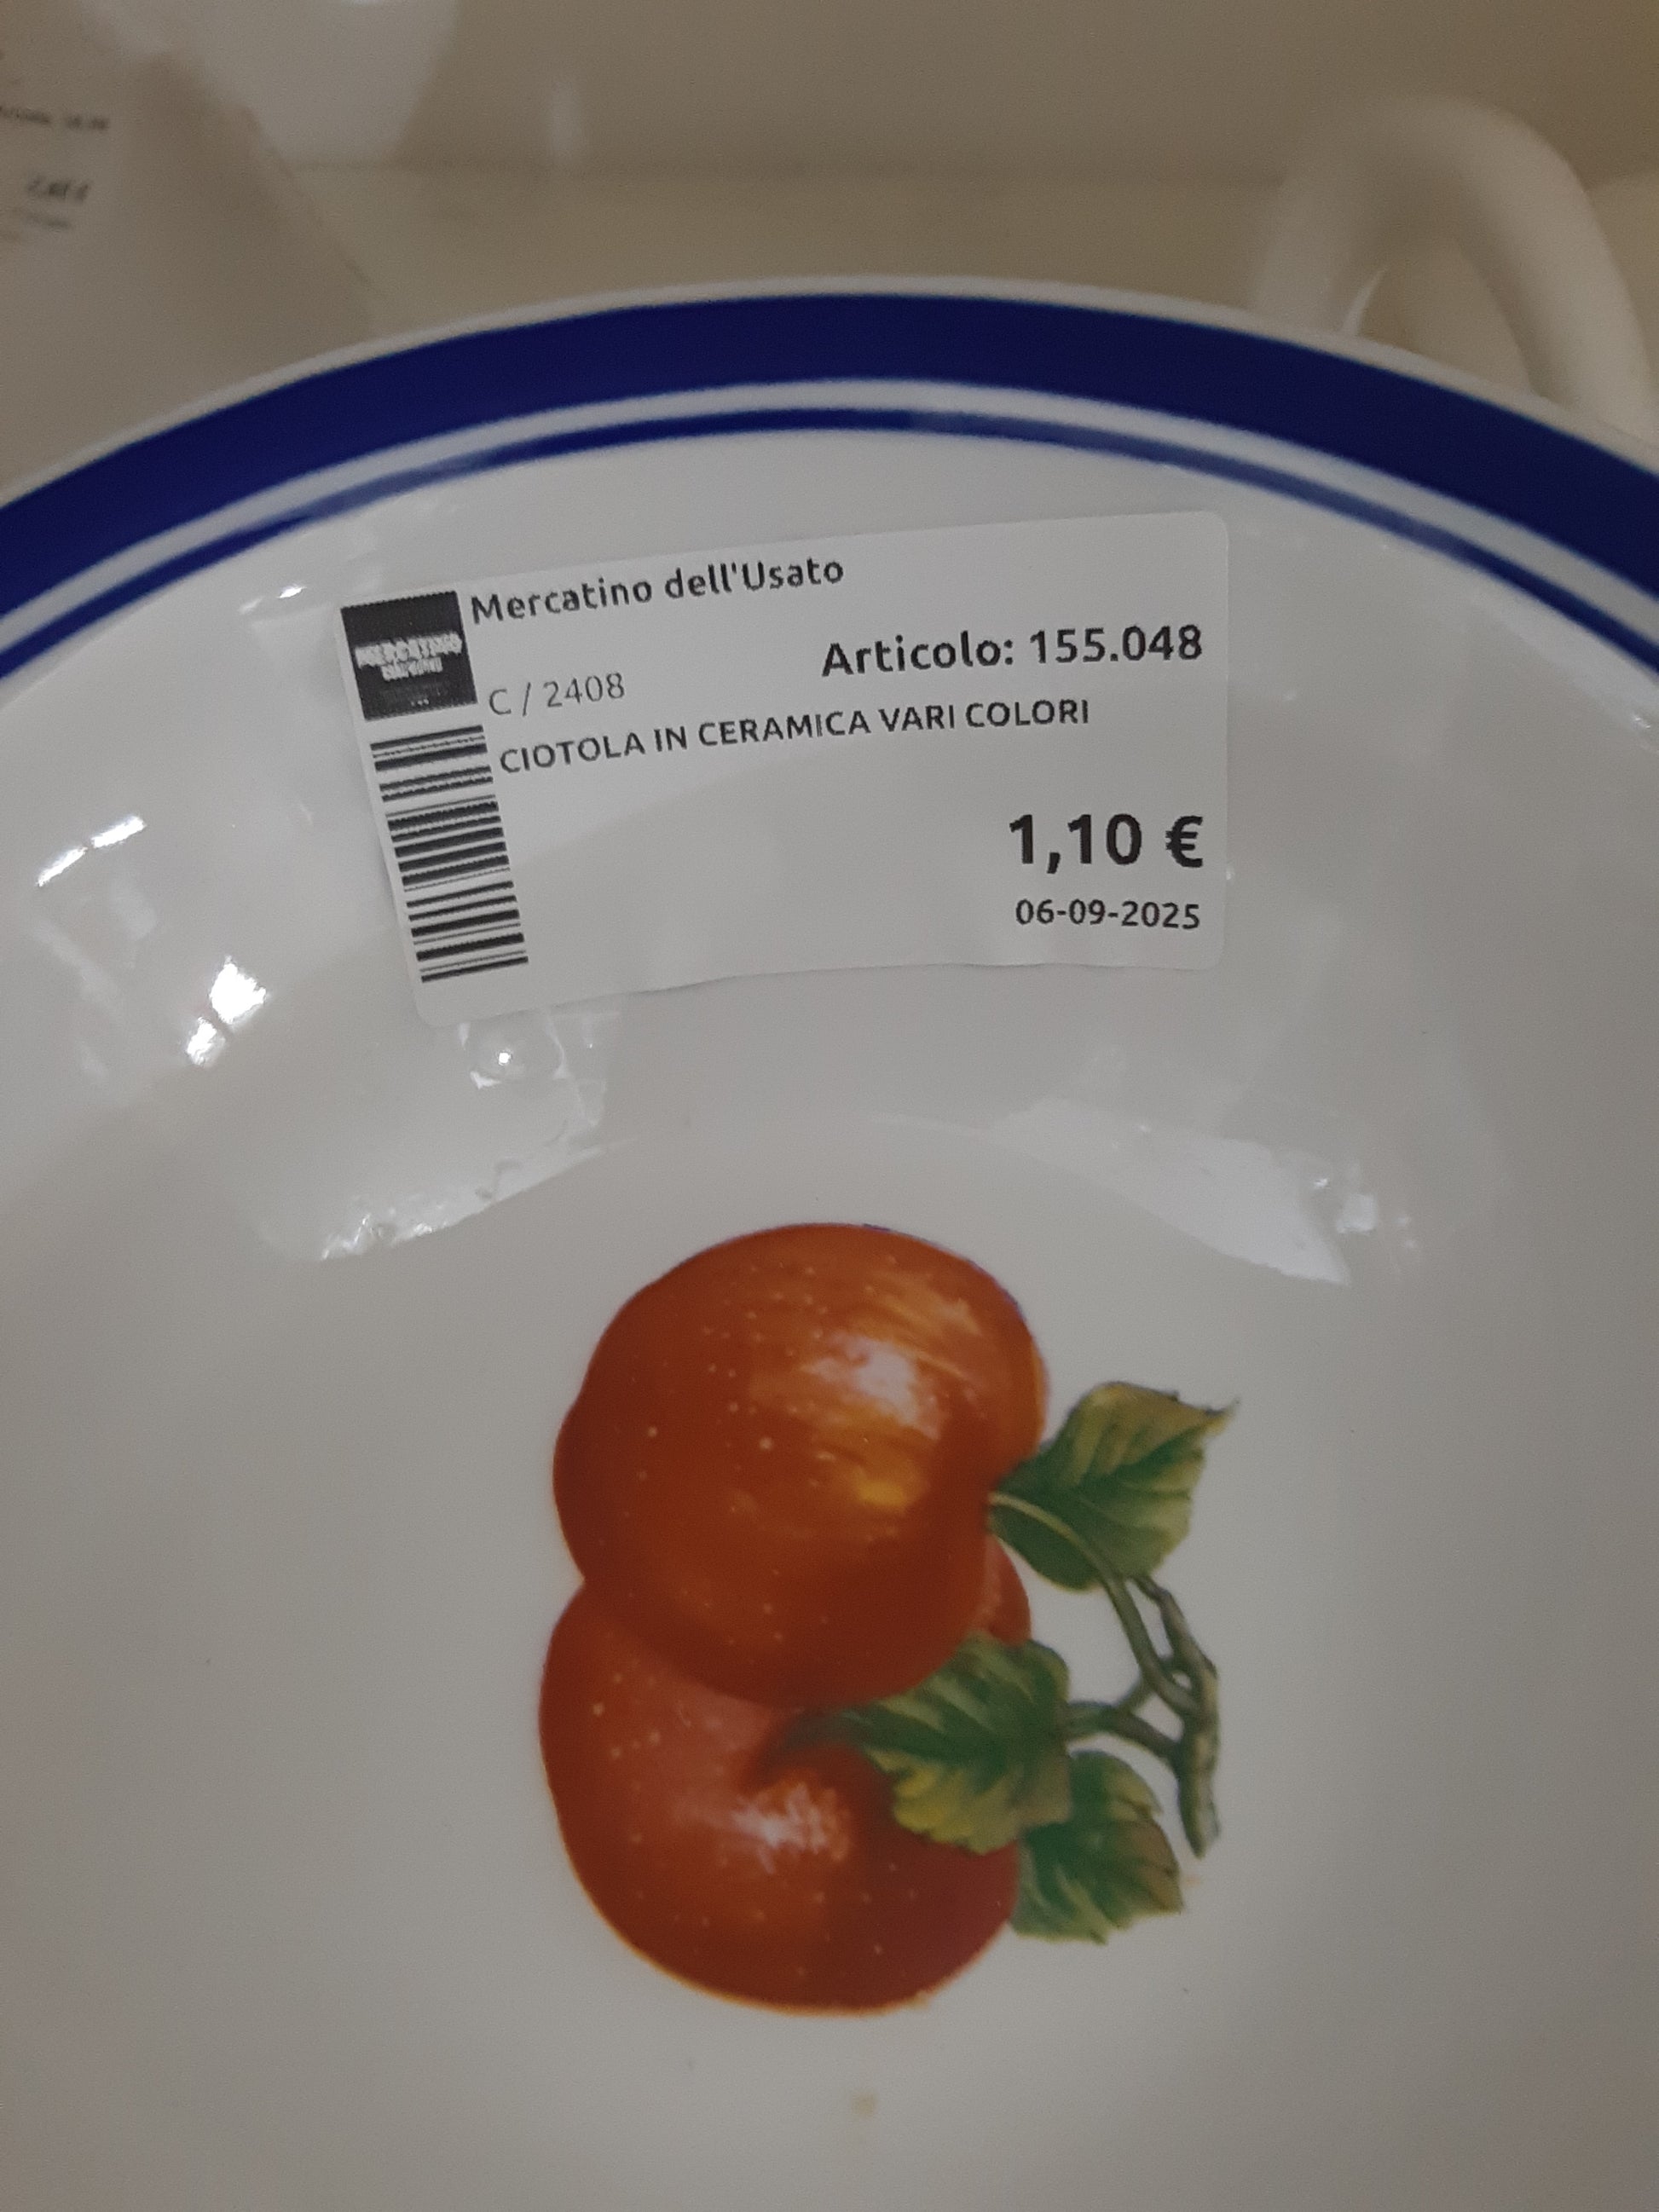 Mercatino dell'Usato
Articolo: 155.048
C / 2408
CIOTOLA IN CERAMICA VARI COLORI
1,10 €
06-09-2025